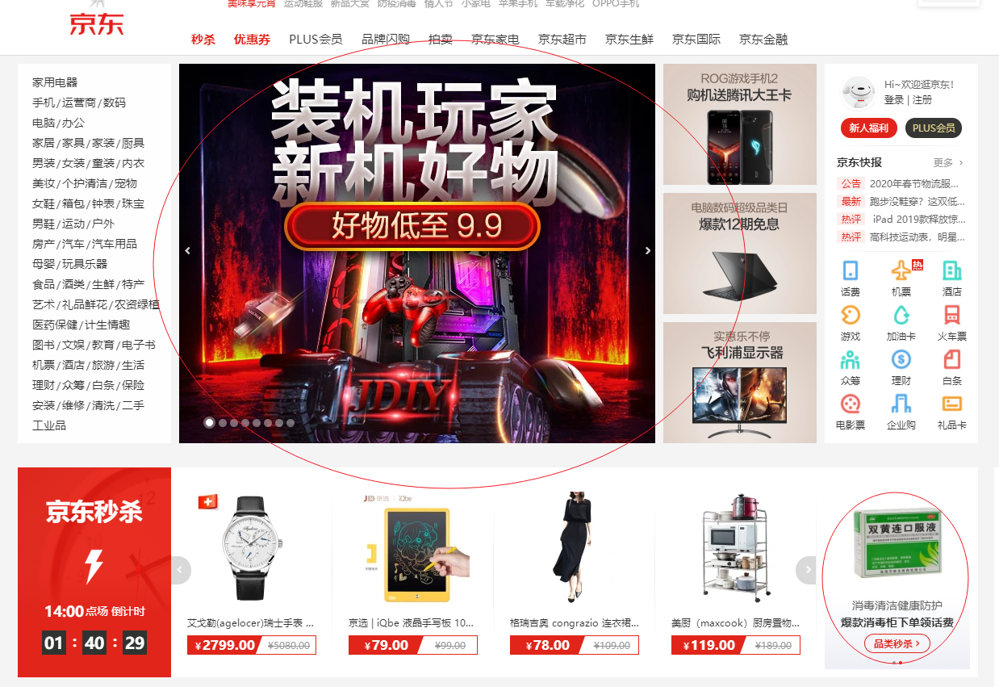 美味享元宵 运动鞋服 新品大赏 防疫消毒 情人节 小家电 苹果手机 车载净化 OPPO手机
京东
秒杀 优惠券 PLUS会员 品牌闪购 拍卖 京东家电 京东超市 京东生鲜 京东国际 京东金融
家用电器
手机/运营商/数码
电脑/办公
家居/家具/家装/厨具
男装/女装/童装/内衣
美妆/个护清洁/宠物
女鞋/箱包/钟表/珠宝
男鞋/运动/户外
房产/汽车/汽车用品
母婴/玩具乐器
食品/酒类/生鲜/特产
艺术/礼品鲜花/农资绿植
医药保健/计生情趣
图书/文娱/教育/电子书
机票/酒店/旅游/生活
理财/众筹/白条/保险
安装/维修/清洗/二手
工业品
装机玩家
新机好物
好物低至 9.9
JDIY
ROG游戏手机2
购机送腾讯大王卡
电脑数码超级品类日
爆款12期免息
实惠乐不停
飞利浦显示器
Hi~欢迎逛京东!
登录 | 注册
新人福利 PLUS会员
京东快报 更多 >
公告 2020年春节物流服...
最新 跑步没鞋穿？这双低...
热评 iPad 2019款释放惊...
热评 高科技运动表，明星...
热
话费 机票 酒店
游戏 加油卡 火车票
众筹 理财 白条
电影票 企业购 礼品卡
京东秒杀
14:00 点场 倒计时
01 : 40 : 29
艾戈勒(agelocer)瑞士手表 ...
¥2799.00 ¥5080.00
JD京选 | iQbe
京选 | iQbe 液晶手写板 10...
¥79.00 ¥99.00
格瑞吉奥 congrazio 连衣裙...
¥78.00 ¥109.00
美厨（maxcook）厨房置物...
¥119.00 ¥189.00
双黄连口服液
消毒清洁健康防护
爆款消毒柜下单领话费
品类秒杀 >